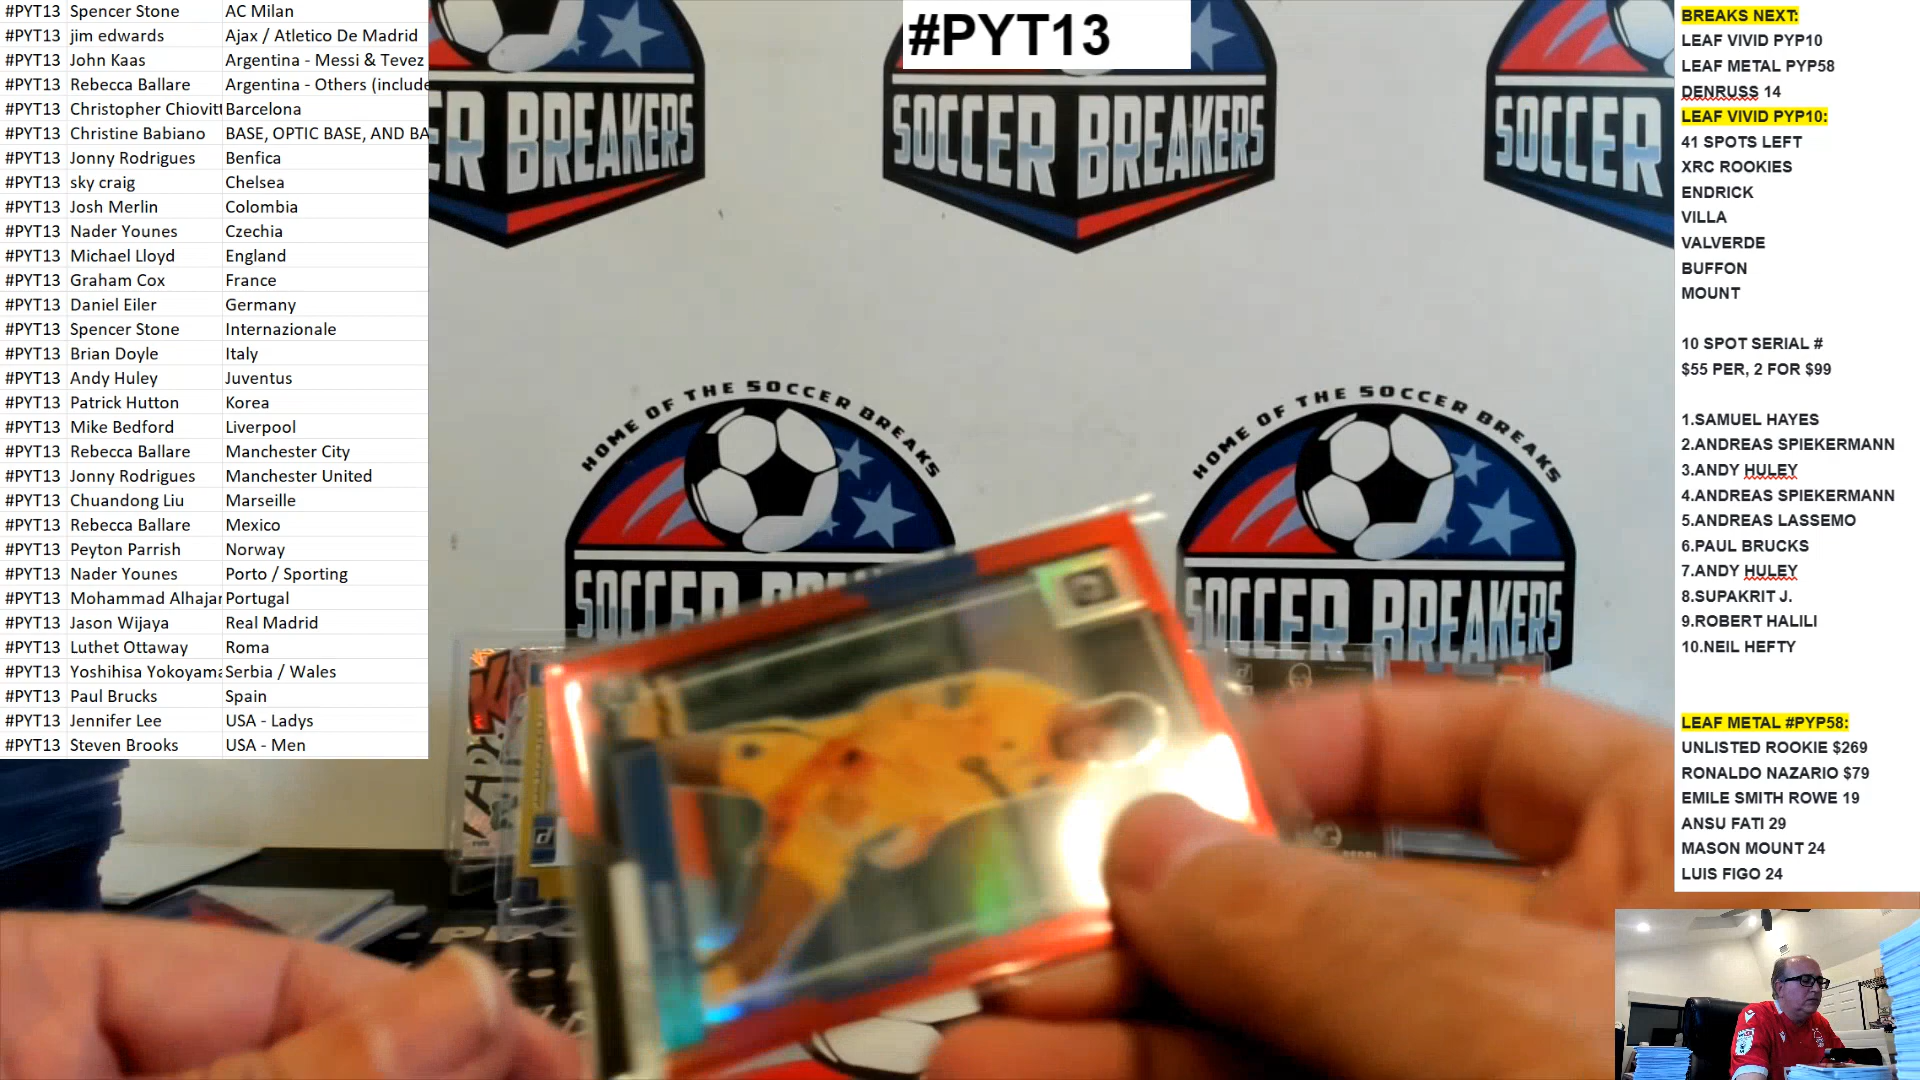 #PYT13 Spencer Stone AC Milan
#PYT13 jim edwards Ajax / Atletico De Madrid
#PYT13 John Kaas Argentina - Messi & Tevez
#PYT13 Rebecca Ballare Argentina - Others (include
#PYT13 Christopher Chiovitt Barcelona
#PYT13 Christine Babiano BASE, OPTIC BASE, AND BA
#PYT13 Jonny Rodrigues Benfica
#PYT13 sky craig Chelsea
#PYT13 Josh Merlin Colombia
#PYT13 Nader Younes Czechia
#PYT13 Michael Lloyd England
#PYT13 Graham Cox France
#PYT13 Daniel Eiler Germany
#PYT13 Spencer Stone Internazionale
#PYT13 Brian Doyle Italy
#PYT13 Andy Huley Juventus
#PYT13 Patrick Hutton Korea
#PYT13 Mike Bedford Liverpool
#PYT13 Rebecca Ballare Manchester City
#PYT13 Jonny Rodrigues Manchester United
#PYT13 Chuandong Liu Marseille
#PYT13 Rebecca Ballare Mexico
#PYT13 Peyton Parrish Norway
#PYT13 Nader Younes Porto / Sporting
#PYT13 Mohammad Alhajar Portugal
#PYT13 Jason Wijaya Real Madrid
#PYT13 Luthet Ottaway Roma
#PYT13 Yoshihisa Yokoyama Serbia / Wales
#PYT13 Paul Brucks Spain
#PYT13 Jennifer Lee USA - Ladys
#PYT13 Steven Brooks USA - Men
#PYT13
ER BREAKERS
SOCCER BREAKERS
SOCCER
HOME OF THE SOCCER BREAKS
SOCCER BREAKERS
HOME OF THE SOCCER BREAKS
SOCCER BREAKERS
BREAKS NEXT:
LEAF VIVID PYP10
LEAF METAL PYP58
DENRUSS 14
LEAF VIVID PYP10:
41 SPOTS LEFT
XRC ROOKIES
ENDRICK
VILLA
VALVERDE
BUFFON
MOUNT
10 SPOT SERIAL #
$55 PER, 2 FOR $99
1.SAMUEL HAYES
2.ANDREAS SPIEKERMANN
3.ANDY HULEY
4.ANDREAS SPIEKERMANN
5.ANDREAS LASSEMO
6.PAUL BRUCKS
7.ANDY HULEY
8.SUPAKRIT J.
9.ROBERT HALILI
10.NEIL HEFTY
LEAF METAL #PYP58:
UNLISTED ROOKIE $269
RONALDO NAZARIO $79
EMILE SMITH ROWE 19
ANSU FATI 29
MASON MOUNT 24
LUIS FIGO 24